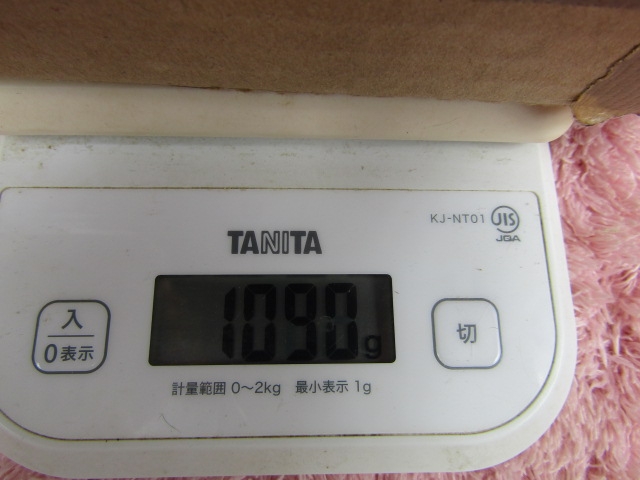 KJ-NT01 JIS
JGA
TANITA
入
0表示
1090g
切
計量範囲 0〜2kg 最小表示 1g